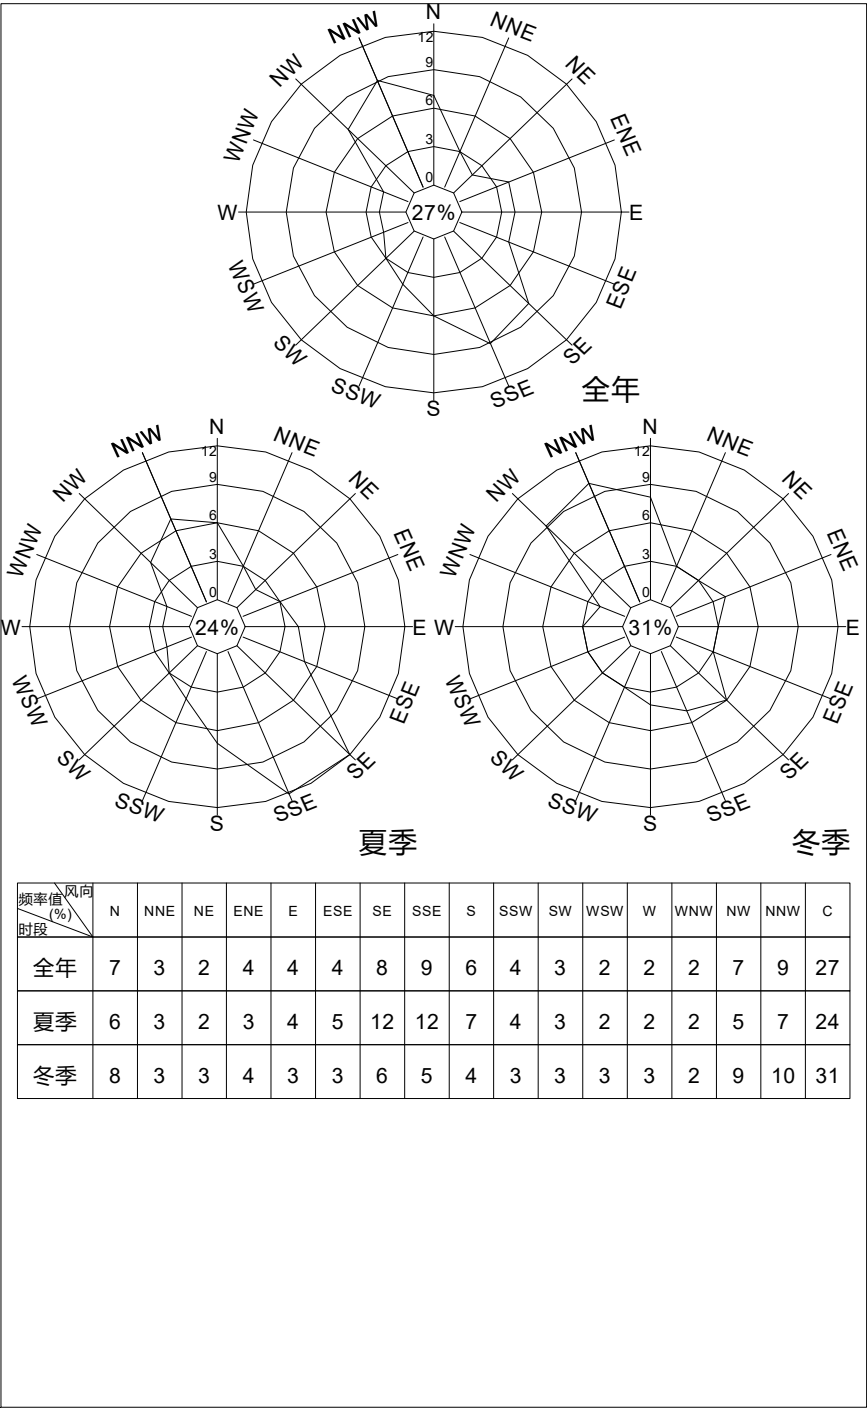 N
NNE
NE
ENE
E
ESE
SE
SSE
S
SSW
SW
WSW
W
WNW
NW
NNW
12
9
6
3
0
27%
全年
N
NNE
NE
ENE
E
ESE
SE
SSE
S
SSW
SW
WSW
W
WNW
NW
NNW
12
9
6
3
0
24%
夏季
N
NNE
NE
ENE
E
ESE
SE
SSE
S
SSW
SW
WSW
W
WNW
NW
NNW
12
9
6
3
0
31%
冬季
风向
频率值
(%)
时段
N NNE NE ENE E ESE SE SSE S SSW SW WSW W WNW NW NNW C
全年 7 3 2 4 4 4 8 9 6 4 3 2 2 2 7 9 27
夏季 6 3 2 3 4 5 12 12 7 4 3 2 2 2 5 7 24
冬季 8 3 3 4 3 3 6 5 4 3 3 3 3 2 9 10 31